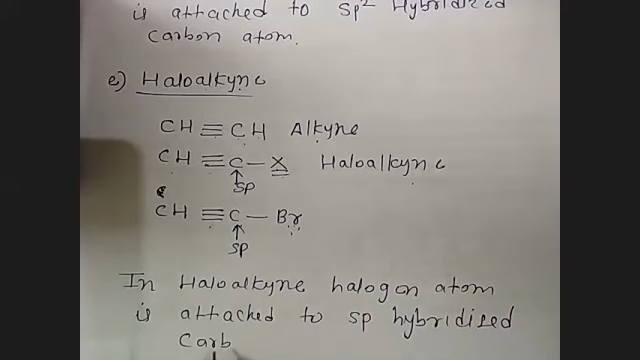 is attached to sp² Hybridized
carbon atom.
e) Haloalkyne
CH ≡ CH Alkyne
CH ≡ C — X Haloalkyne
↑
sp
CH ≡ C — Br
↑
sp
In Haloalkyne halogen atom
is attached to sp hybridized
Carb